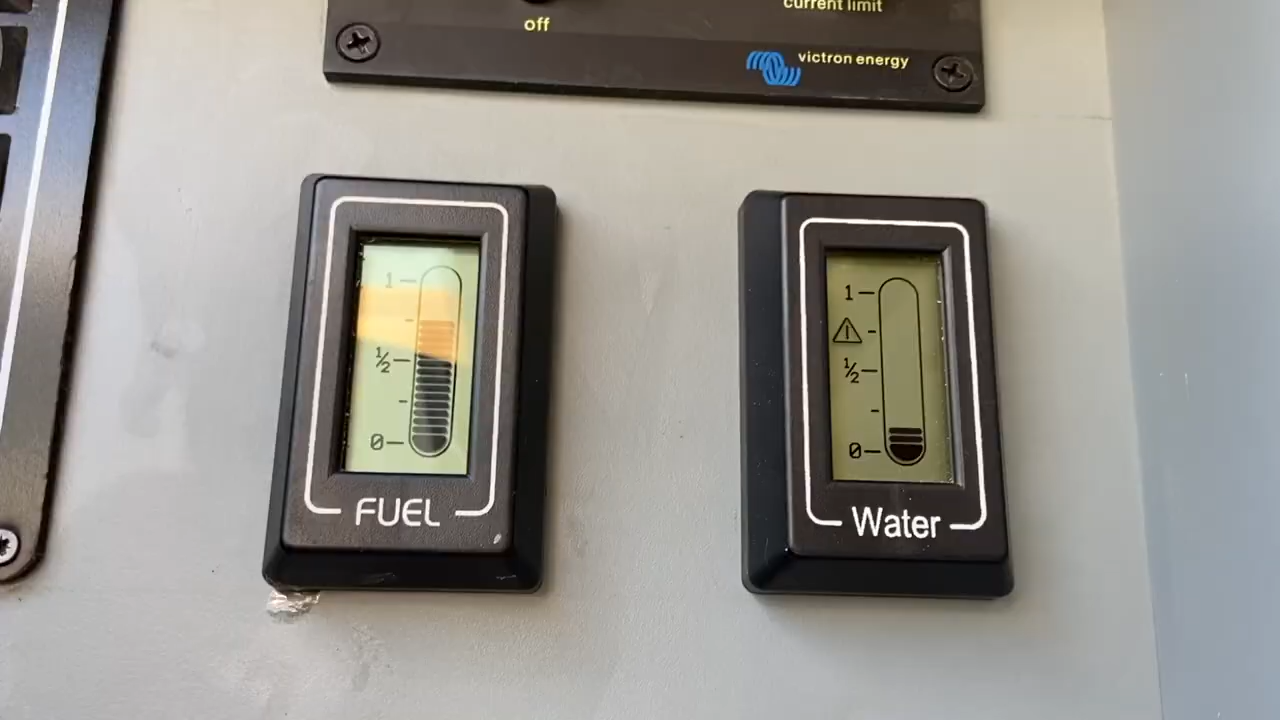 current limit
off
victron energy
1
½
0
FUEL
1
½
0
Water